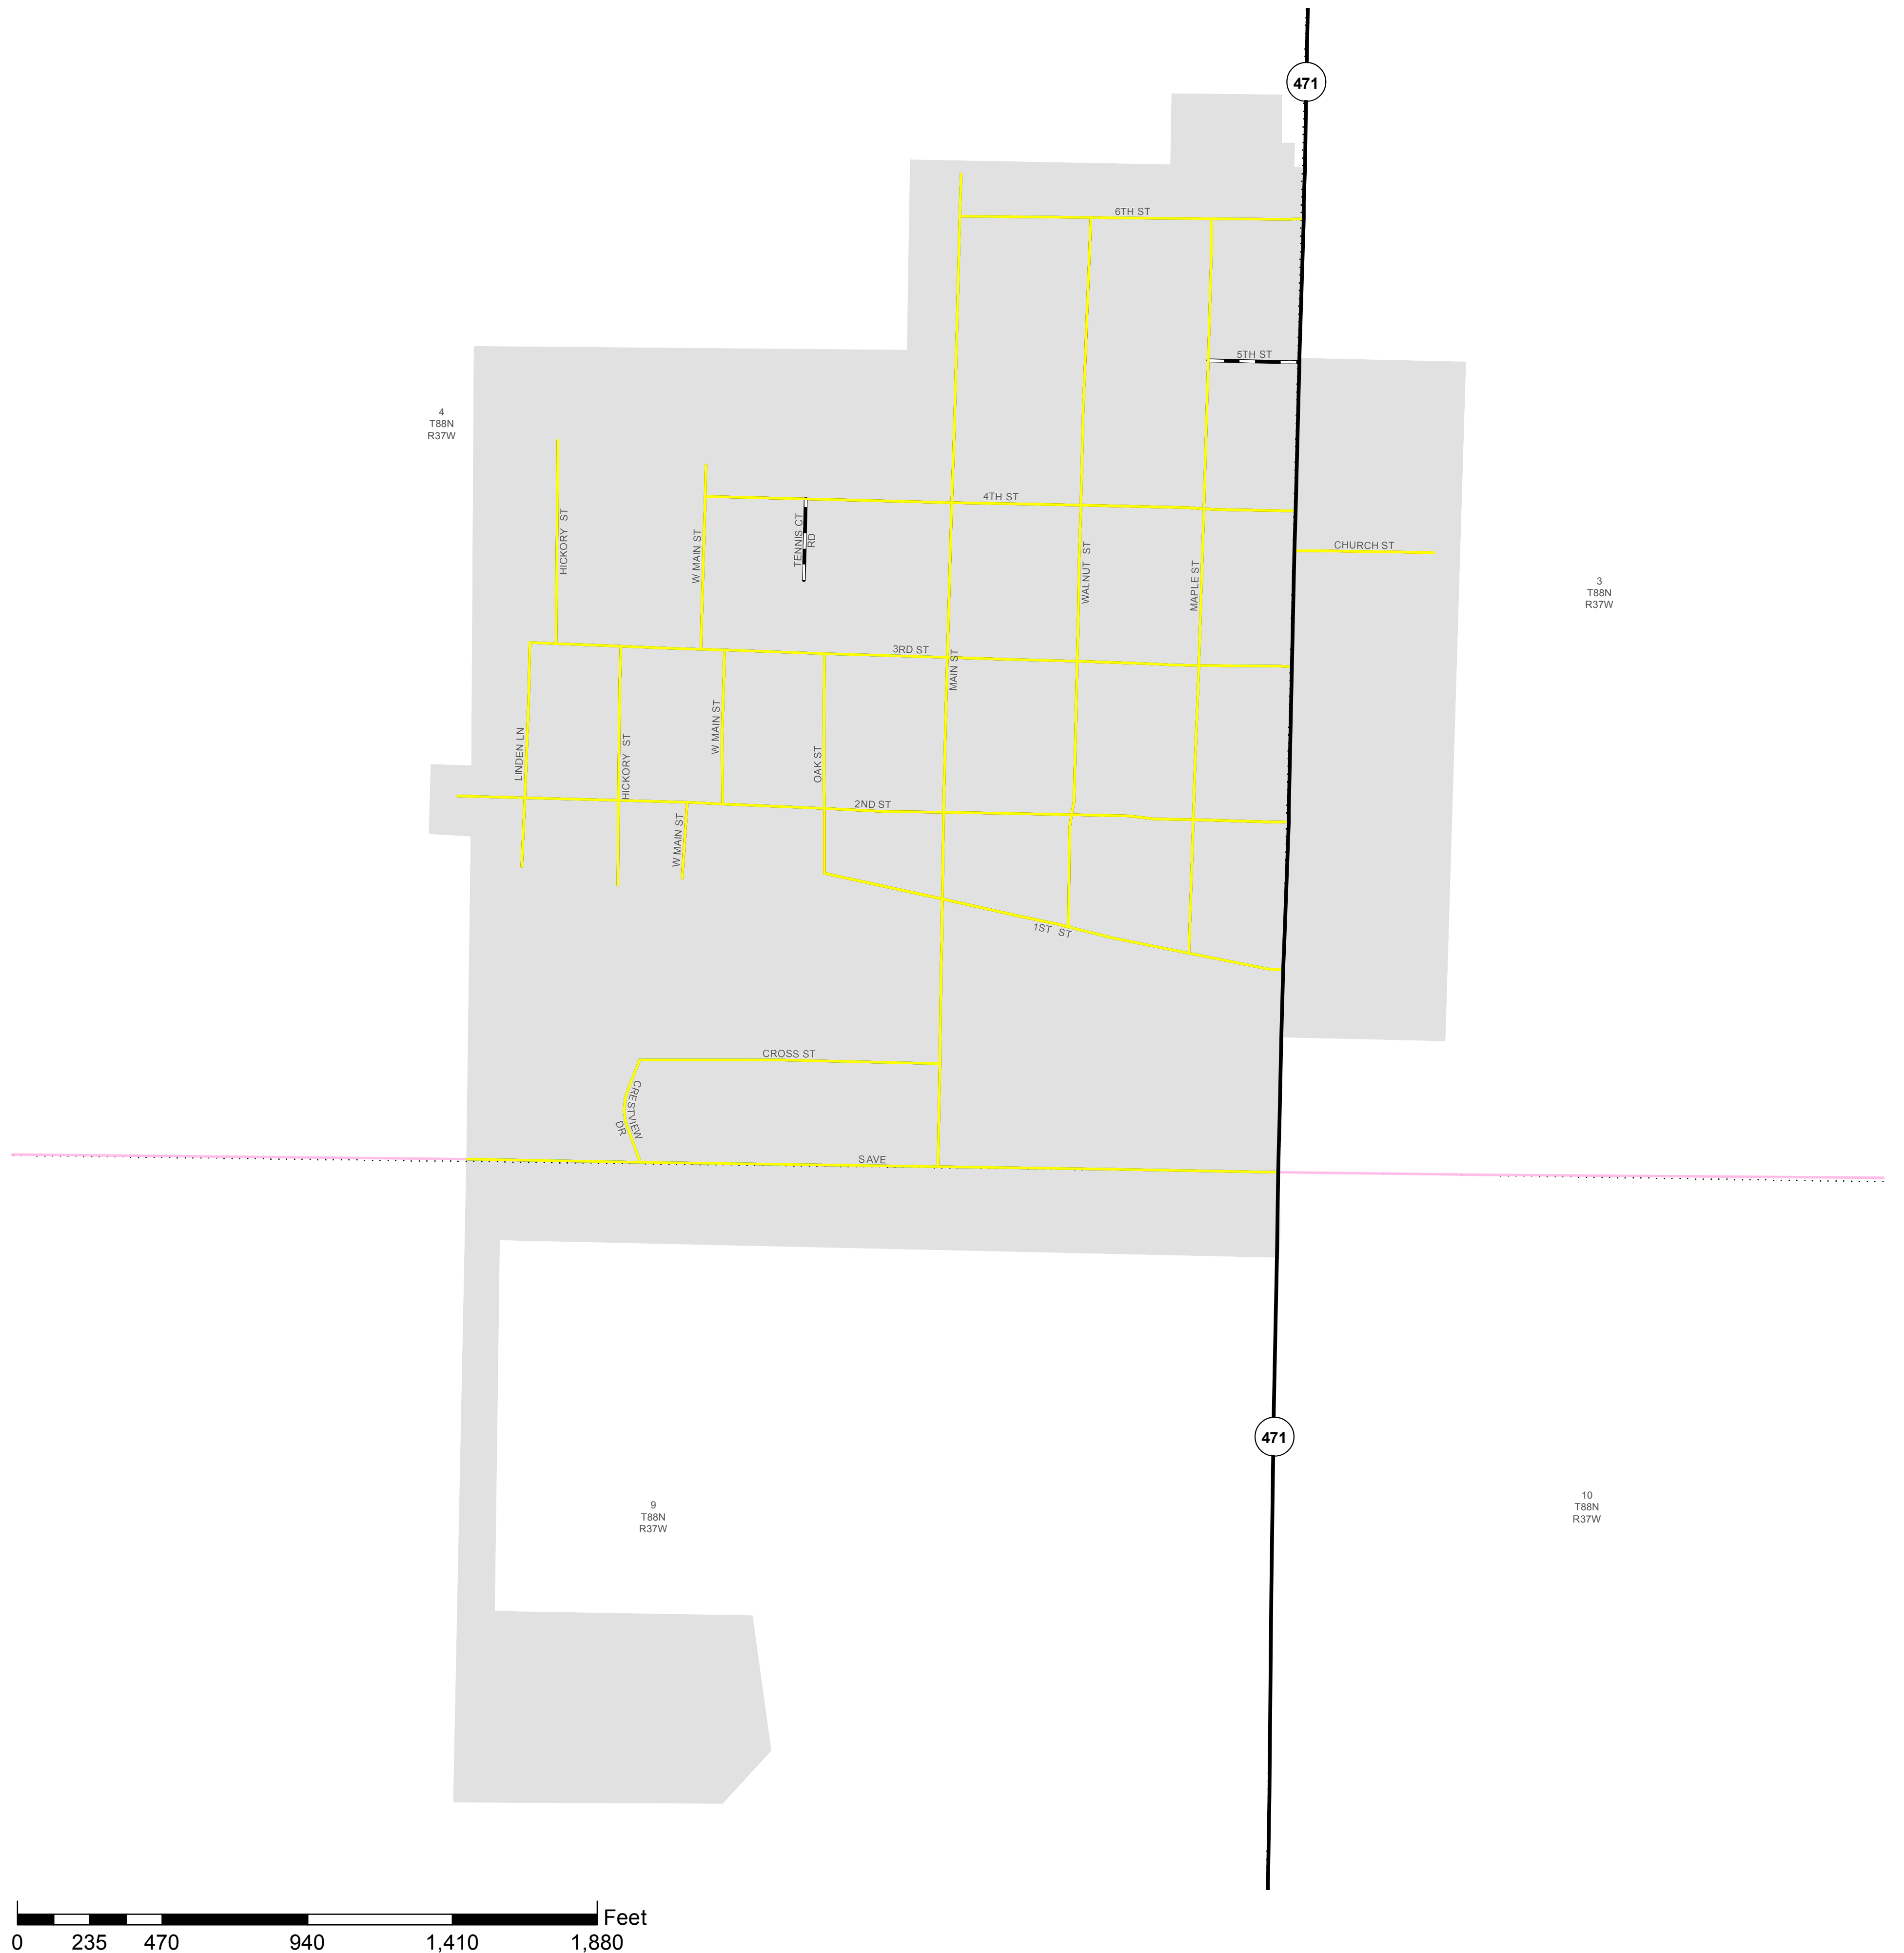 471
6TH ST
5TH ST
4
T88N
R37W
4TH ST
HICKORY ST
W MAIN ST
TENNIS CT
RD
WALNUT ST
MAPLE ST
CHURCH ST
3
T88N
R37W
3RD ST
MAIN ST
LINDEN LN
HICKORY ST
W MAIN ST
OAK ST
2ND ST
W MAIN ST
1ST ST
CROSS ST
CRESTVIEW
DR
S AVE
471
9
T88N
R37W
10
T88N
R37W
Feet
0 235 470 940 1,410 1,880